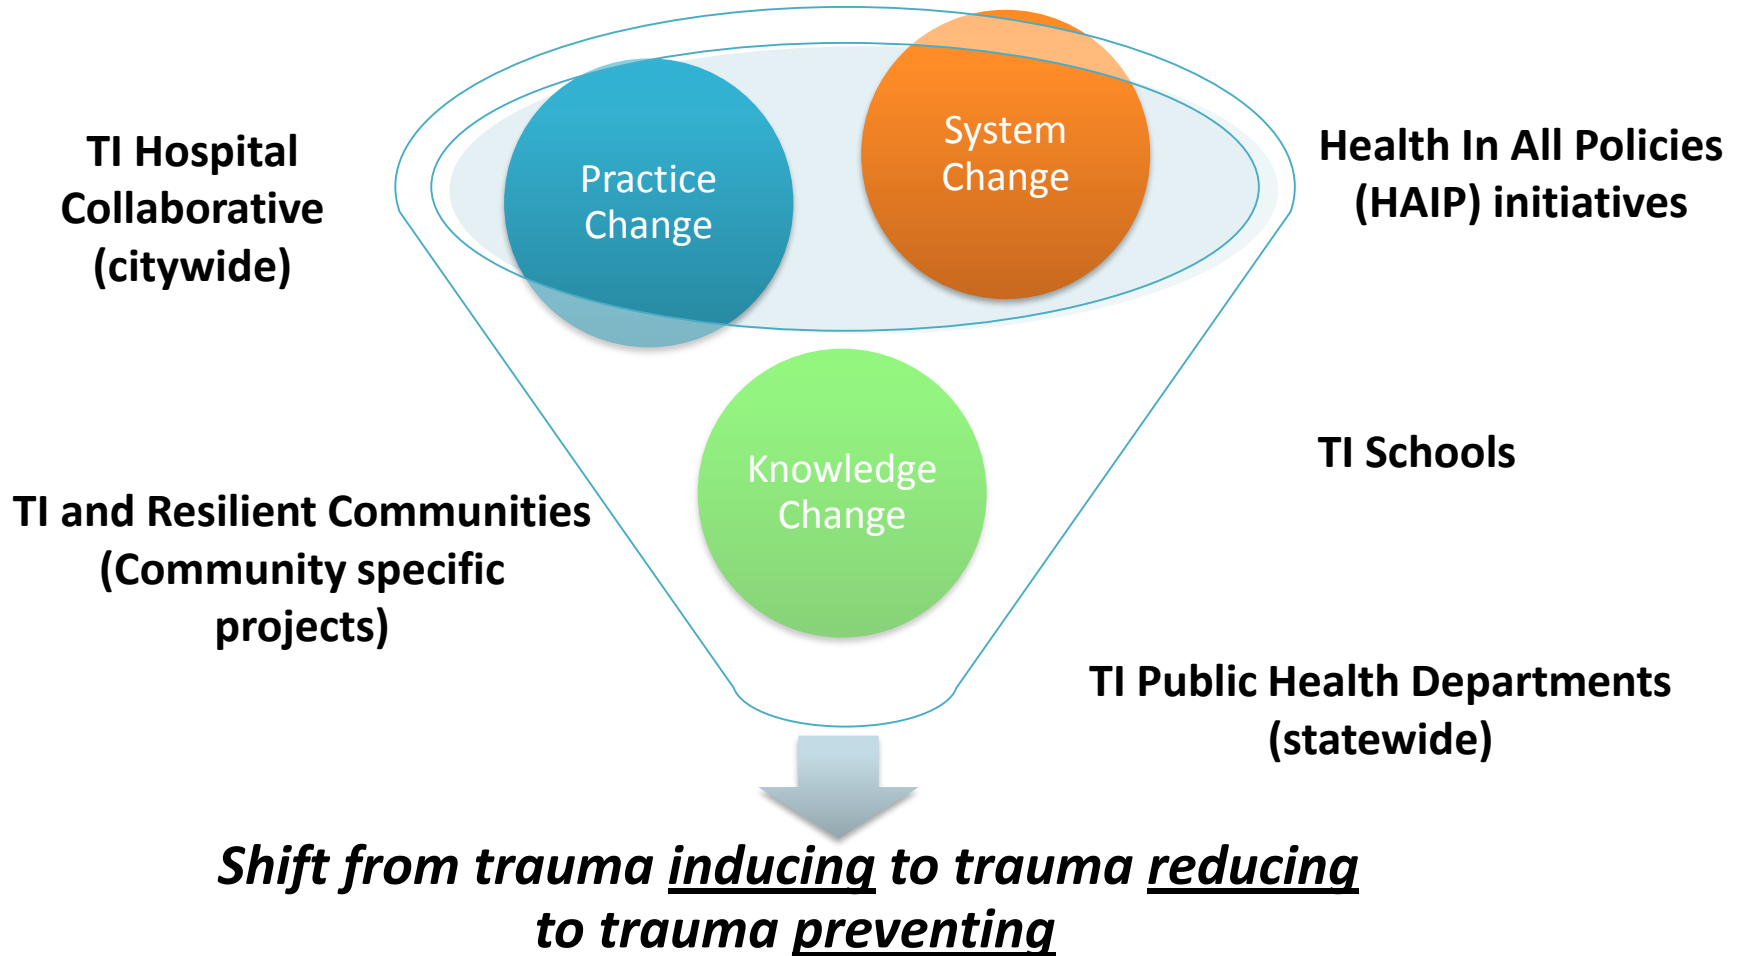 TI Hospital
Collaborative
(citywide)
Practice
Change
System
Change
Health In All Policies
(HAIP) initiatives
TI and Resilient Communities
(Community specific
projects)
Knowledge
Change
TI Schools
TI Public Health Departments
(statewide)
Shift from trauma inducing to trauma reducing
to trauma preventing